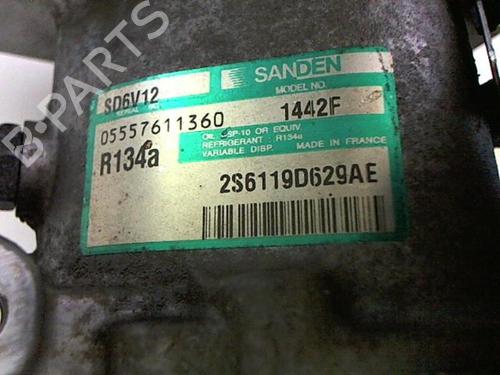 SD6V12
SERIAL NO.
SANDEN
MODEL NO.
05557611360
1442F
R134a
OIL : SP-10 OR EQUIV
REFRIGERANT : R134a
VARIABLE DISP. MADE IN FRANCE
2S6119D629AE